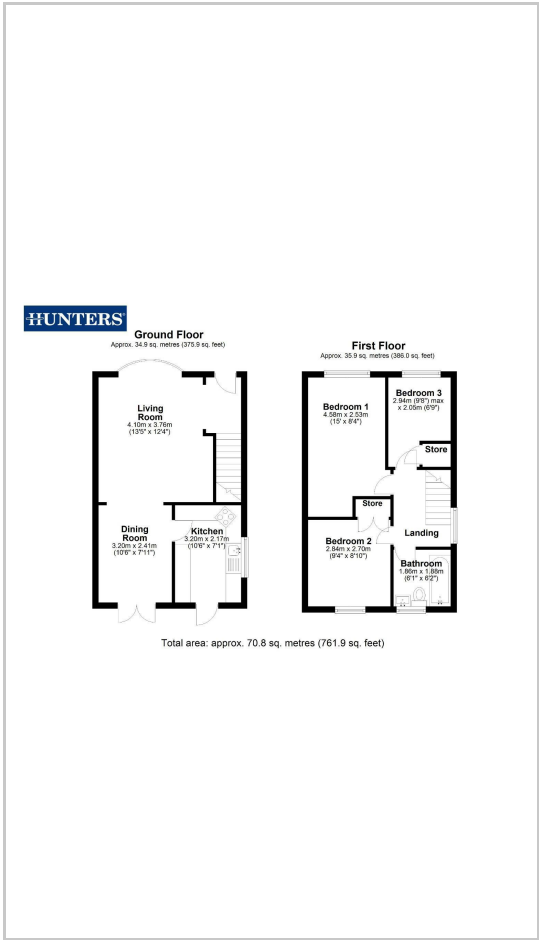 HUNTERS
Ground Floor
Approx. 34.9 sq. metres (375.9 sq. feet)
Living
Room
4.10m x 3.76m
(13'5" x 12'4")
Dining
Room
3.20m x 2.41m
(10'6" x 7'11")
Kitchen
3.20m x 2.17m
(10'6" x 7'1")
First Floor
Approx. 35.9 sq. metres (386.0 sq. feet)
Bedroom 1
4.58m x 2.53m
(15' x 8'4")
Bedroom 3
2.94m (9'8") max
x 2.05m (6'9")
Store
Store
Landing
Bedroom 2
2.84m x 2.70m
(9'4" x 8'10")
Bathroom
1.86m x 1.88m
(6'1" x 6'2")
Total area: approx. 70.8 sq. metres (761.9 sq. feet)